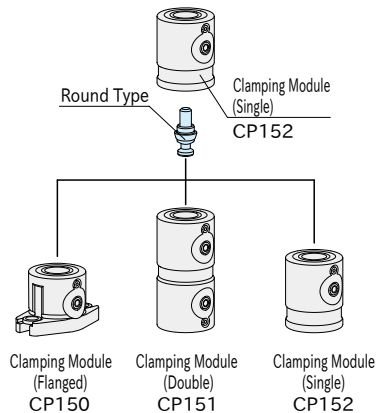 Clamping Module
(Single)
CP152
Round Type
Clamping Module
(Flanged)
CP150
Clamping Module
(Double)
CP151
Clamping Module
(Single)
CP152